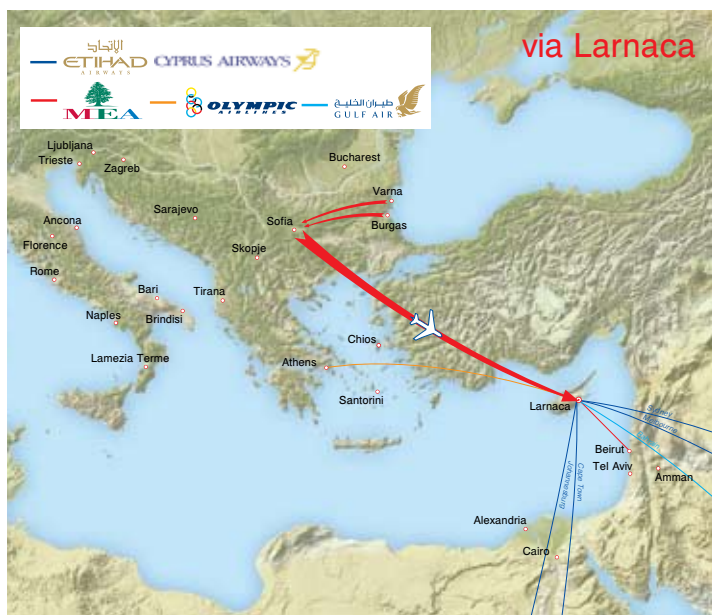 via Larnaca
الإتحاد
ETIHAD
AIRWAYS
CYPRUS AIRWAYS
MEA
OLYMPIC
AIRLINES
طيران الخليج
GULF AIR
Ljubljana
Trieste
Zagreb
Bucharest
Varna
Sarajevo
Sofia
Burgas
Ancona
Florence
Skopje
Rome
Bari
Tirana
Naples
Brindisi
Chios
Lamezia Terme
Athens
Santorini
Larnaca
Sydney
Melbourne
Beirut
Tel Aviv
Amman
Johannesburg
Cape Town
Alexandria
Cairo